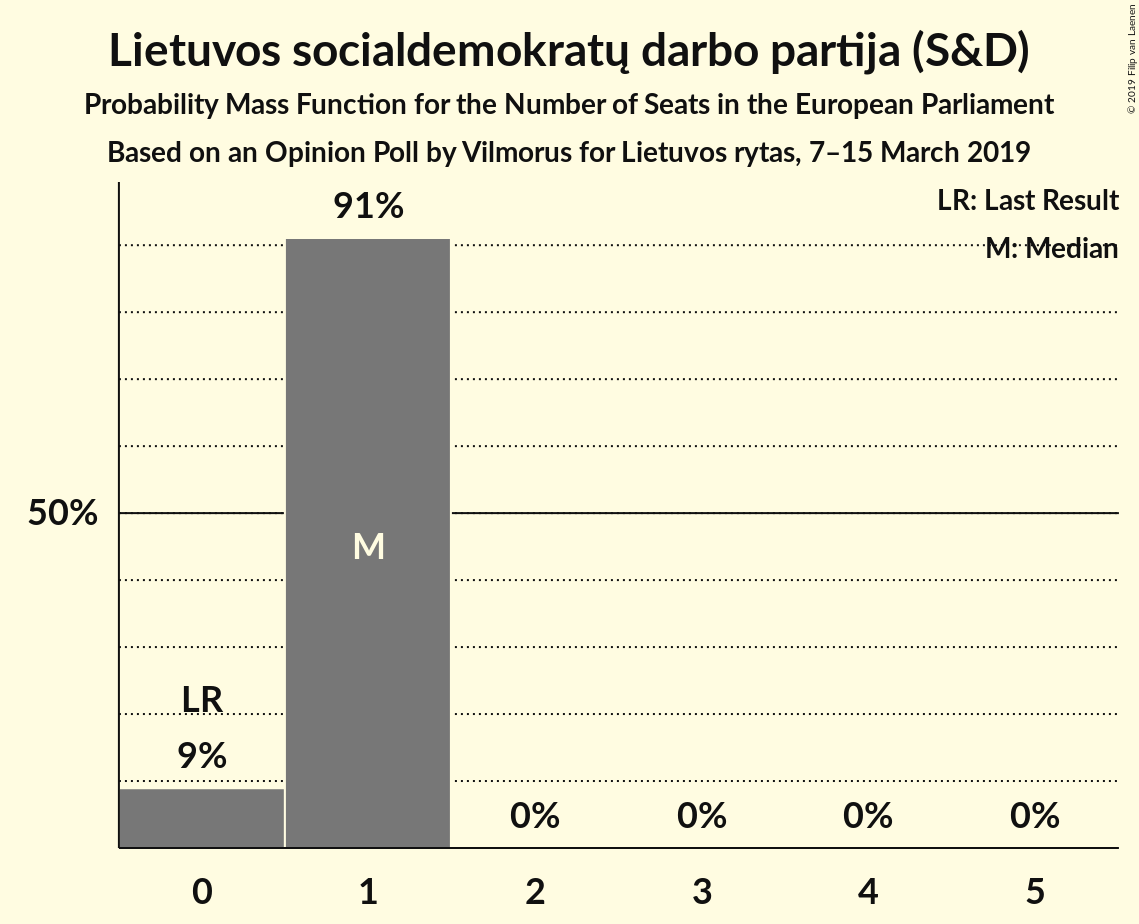 Lietuvos socialdemokratų darbo partija (S&D)
Probability Mass Function for the Number of Seats in the European Parliament
Based on an Opinion Poll by Vilmorus for Lietuvos rytas, 7–15 March 2019
© 2019 Filip van Laenen
LR: Last Result
M: Median
91%
50%
M
LR
9%
0% 0% 0% 0%
0 1 2 3 4 5